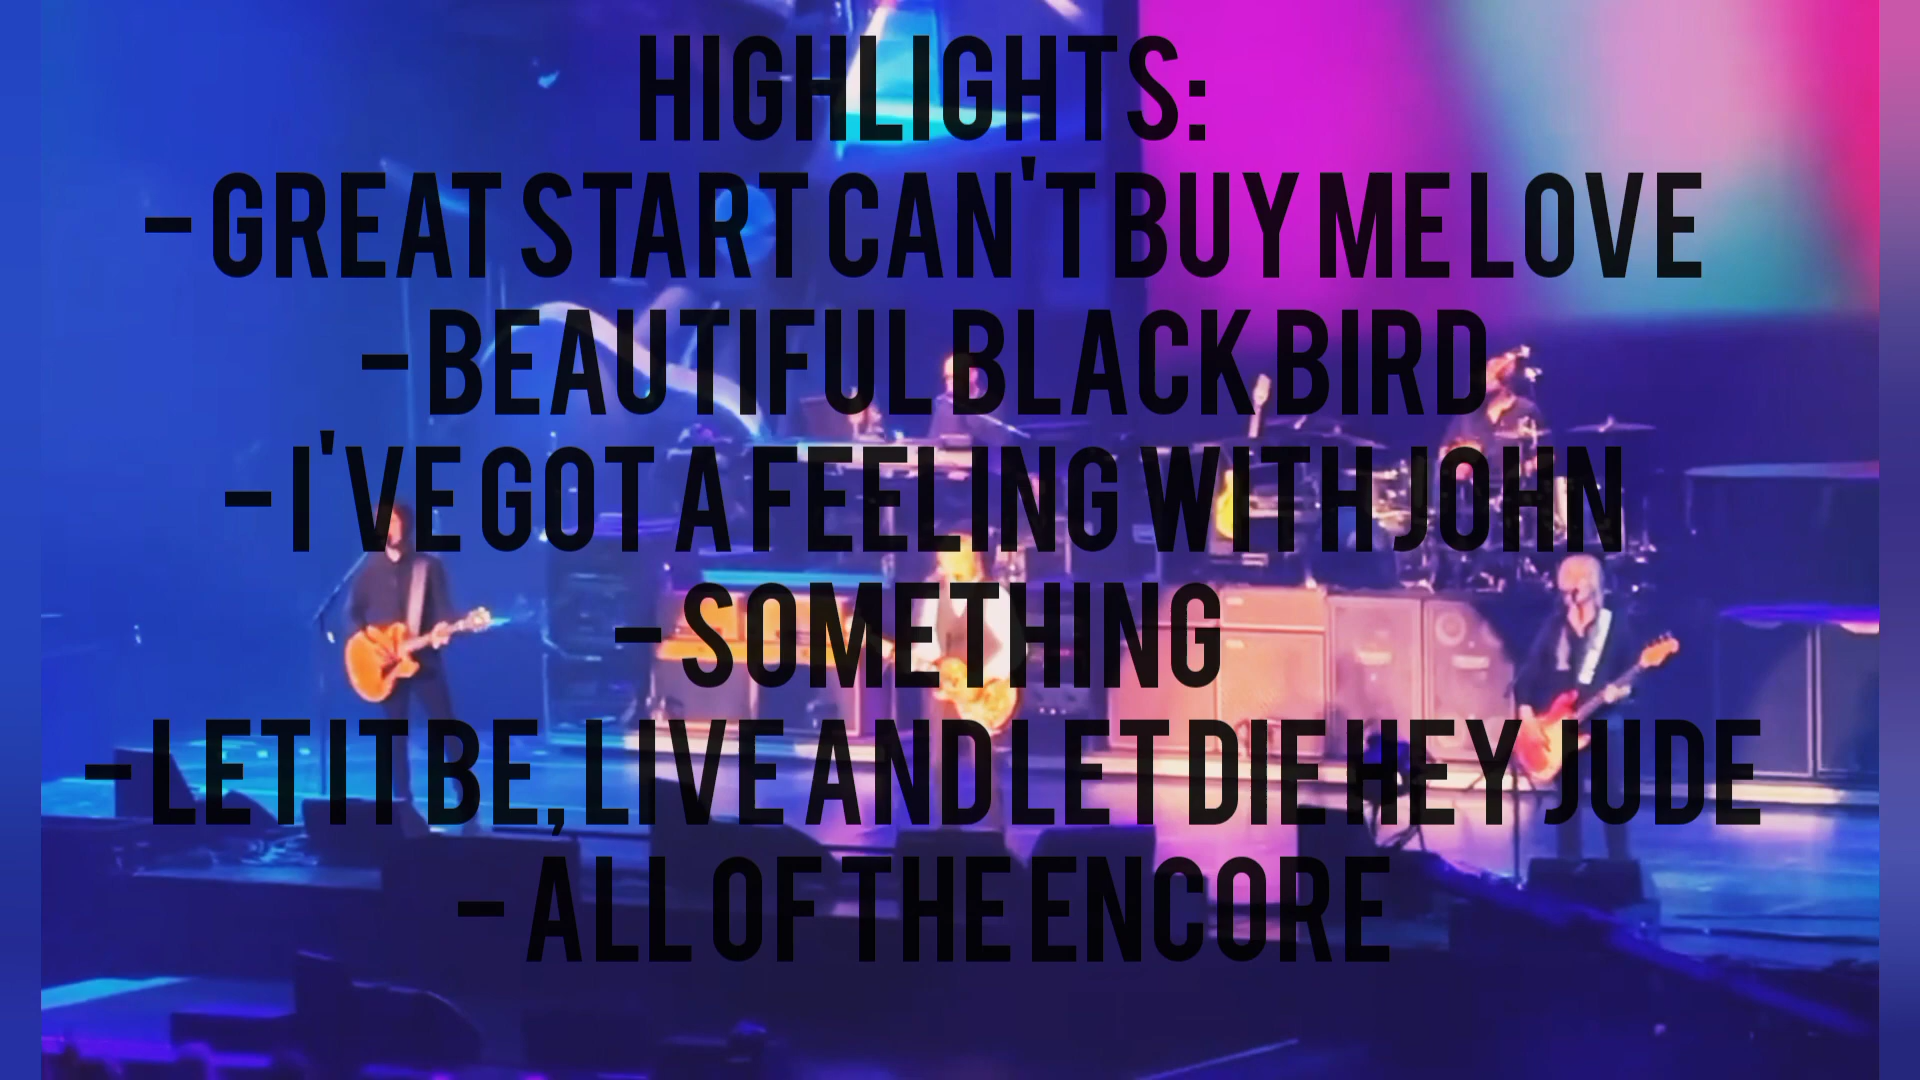 HIGHLIGHTS:
- GREAT START CAN'T BUY ME LOVE
- BEAUTIFUL BLACK BIRD
- I'VE GOT A FEELING WITH JOHN
- SOMETHING
- LET IT BE, LIVE AND LET DIE HEY JUDE
- ALL OF THE ENCORE